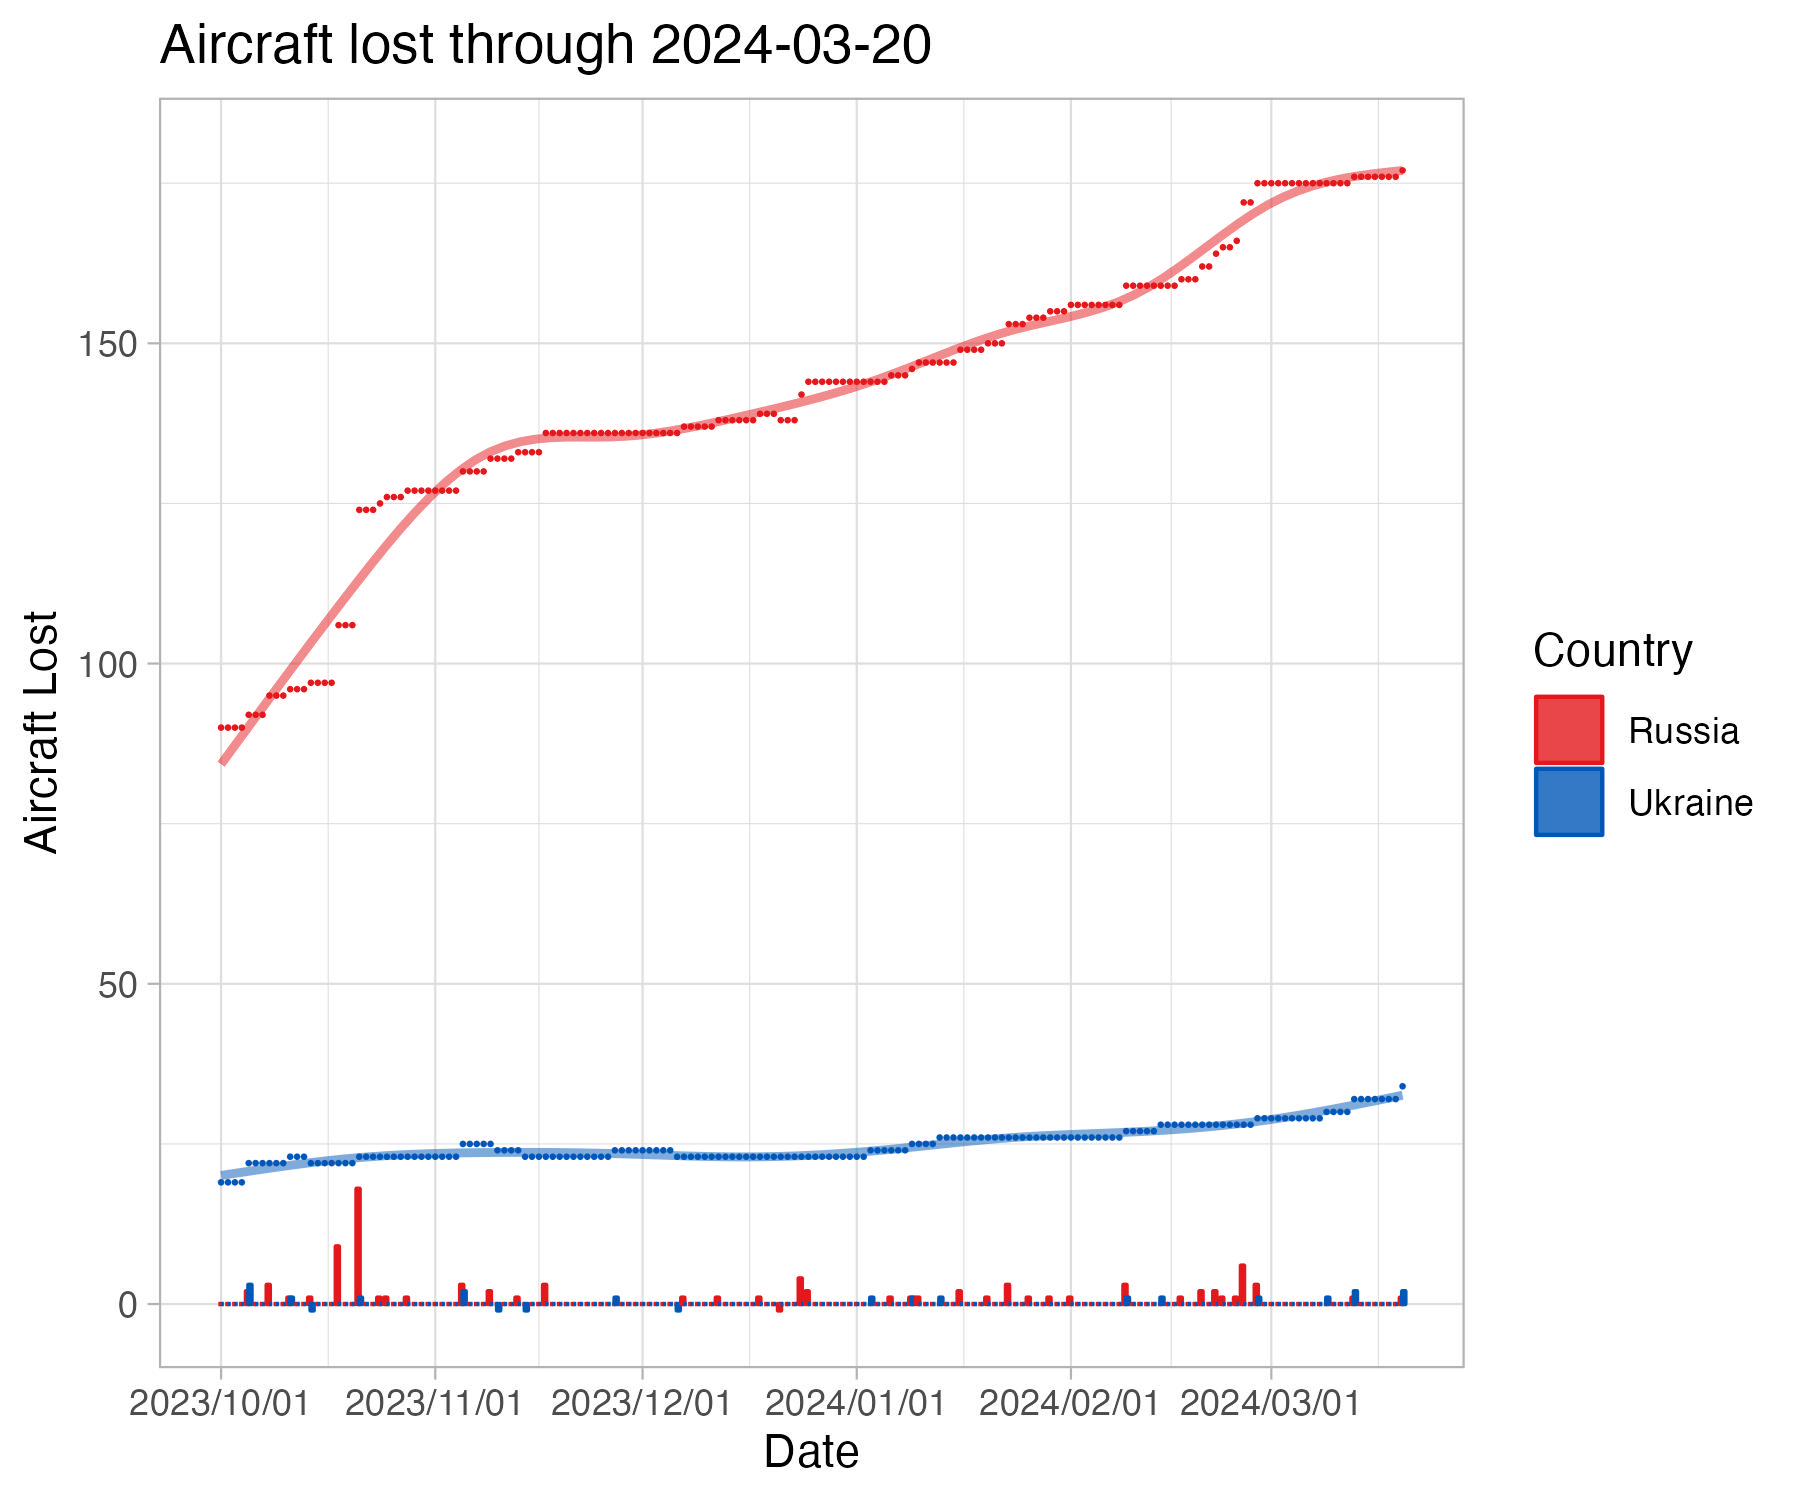 Aircraft lost through 2024-03-20
Aircraft Lost
150
100
50
0
2023/10/01 2023/11/01 2023/12/01 2024/01/01 2024/02/01 2024/03/01
Date
Country
Russia
Ukraine